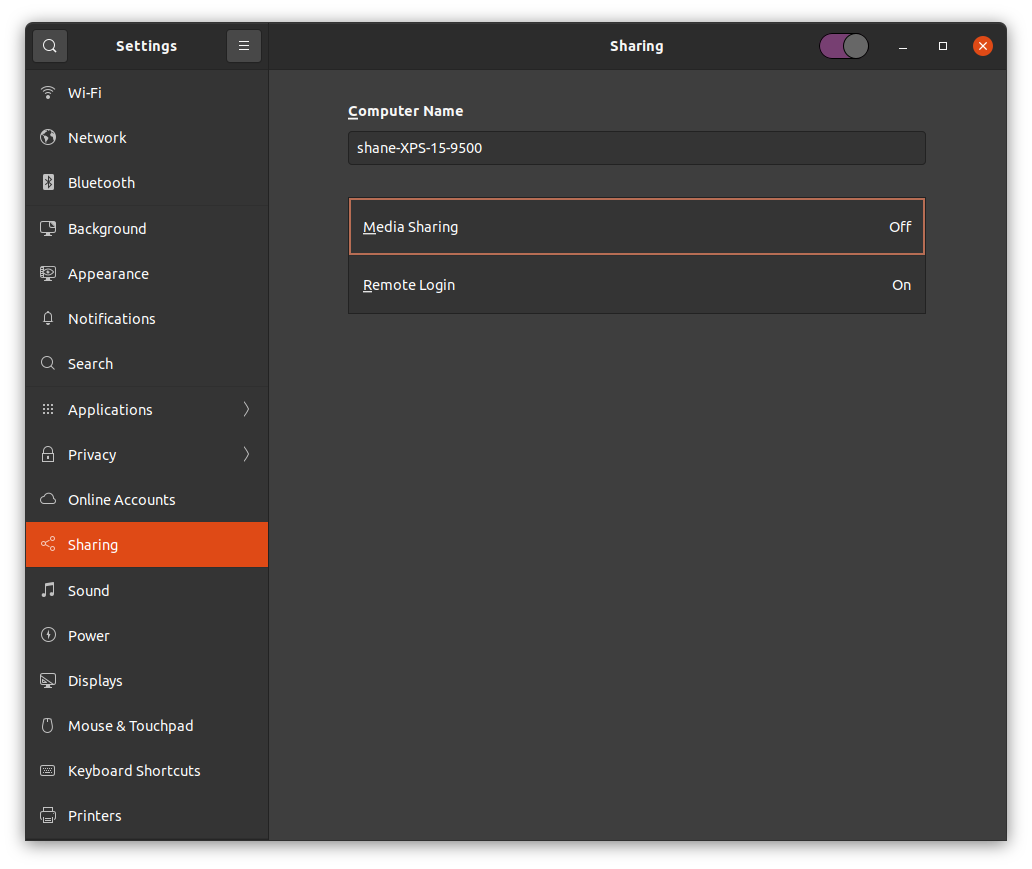 Settings
Sharing
Wi-Fi
Network
Bluetooth
Background
Appearance
Notifications
Search
Applications
Privacy
Online Accounts
Sharing
Sound
Power
Displays
Mouse & Touchpad
Keyboard Shortcuts
Printers
Computer Name
shane-XPS-15-9500
Media Sharing Off
Remote Login On